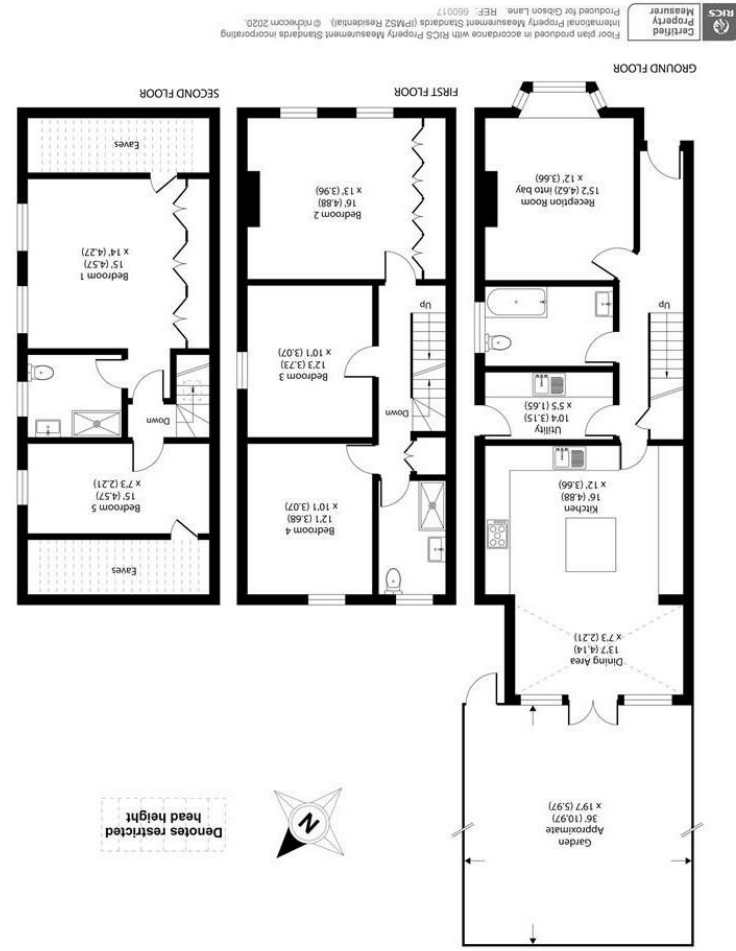 Garden
Approximate
36' (10.97)
x 19'7 (5.97)
N
Denotes restricted
head height
Dining Area
13'7 (4.14)
x 7'3 (2.21)
Kitchen
16' (4.88)
x 12' (3.66)
Utility
10'4 (3.15)
x 5'5 (1.65)
Up
Reception Room
15'2 (4.62) into bay
x 12' (3.66)
GROUND FLOOR
Bedroom 4
12'1 (3.68)
x 10'1 (3.07)
Down
Bedroom 3
12'3 (3.73)
x 10'1 (3.07)
Up
Bedroom 2
16' (4.88)
x 13' (3.96)
FIRST FLOOR
Eaves
Bedroom 5
15' (4.57)
x 7'3 (2.21)
Down
Bedroom 1
15' (4.57)
x 14' (4.27)
Eaves
SECOND FLOOR
RICS
Certified
Property
Measurer
Floor plan produced in accordance with RICS Property Measurement Standards incorporating
International Property Measurement Standards (IPMS2 Residential). © nichecom 2020.
Produced for Gibson Lane. REF: 660017